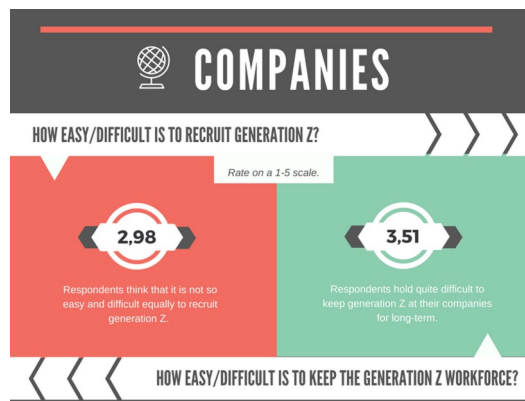 COMPANIES
HOW EASY/DIFFICULT IS TO RECRUIT GENERATION Z?
Rate on a 1-5 scale.
2,98
Respondents think that it is not so
easy and difficult equally to recruit
generation Z.
3,51
Respondents hold quite difficult to
keep generation Z at their companies
for long-term.
HOW EASY/DIFFICULT IS TO KEEP THE GENERATION Z WORKFORCE?